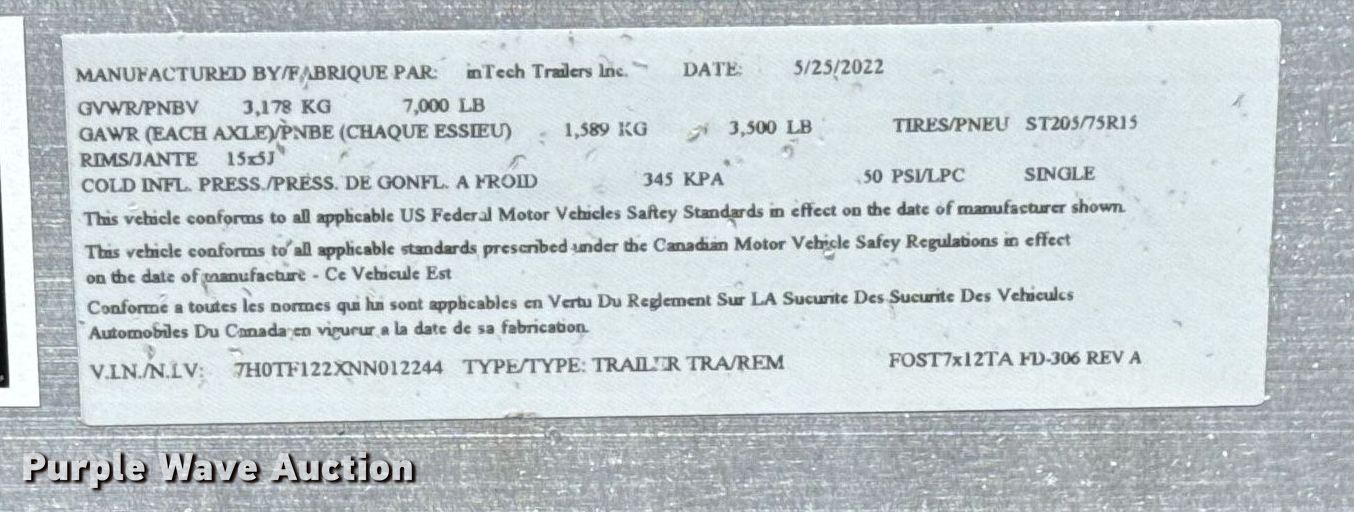 MANUFACTURED BY/FABRIQUE PAR: inTech Trailers Inc. DATE: 5/25/2022
GVWR/PNBV 3,178 KG 7,000 LB
GAWR (EACH AXLE)/PNBE (CHAQUE ESSIEU) 1,589 KG 3,500 LB TIRES/PNEU ST205/75R15
RIMS/JANTE 15x5J
COLD INFL. PRESS./PRESS. DE GONFL. A FROID 345 KPA 50 PSI/LPC SINGLE
This vehicle conforms to all applicable US Federal Motor Vehicles Saftey Standards in effect on the date of manufacturer shown.
This vehicle conforms to all applicable standards prescribed under the Canadian Motor Vehicle Safey Regulations in effect
on the date of manufacture - Ce Vehicule Est
Conforme a toutes les normes qui lui sont applicables en Vertu Du Reglement Sur LA Sucurite Des Sucurite Des Vehicules
Automobiles Du Canada en vigurur a la date de sa fabrication.
V.I.N./N.I.V: 7H0TF122XNN012244 TYPE/TYPE: TRAILER TRA/REM FOST7x12TA FD-306 REV A
Purple Wave Auction